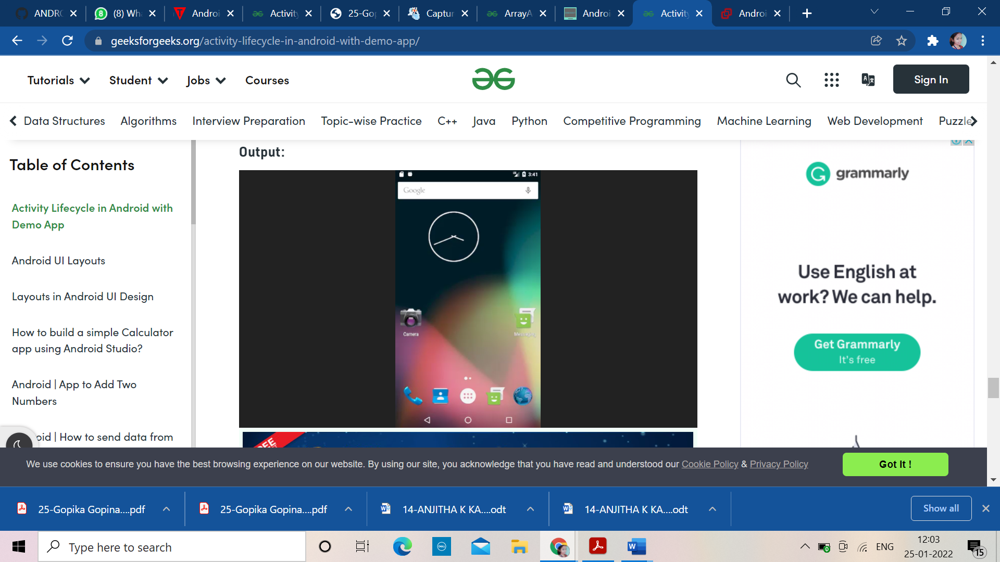 ANDRO
(8) Wh
Androi
Activity
25-Gop
Captur
ArrayA
Androi
Activity
Androi
geeksforgeeks.org/activity-lifecycle-in-android-with-demo-app/
Tutorials
Student
Jobs
Courses
Sign In
Data Structures
Algorithms
Interview Preparation
Topic-wise Practice
C++
Java
Python
Competitive Programming
Machine Learning
Web Development
Puzzle
Table of Contents
Activity Lifecycle in Android with
Demo App
Android UI Layouts
Layouts in Android UI Design
How to build a simple Calculator
app using Android Studio?
Android | App to Add Two
Numbers
oid | How to send data from
Output:
3:41
Google
Camera
Messaging
grammarly
Use English at
work? We can help.
Get Grammarly
It's free
We use cookies to ensure you have the best browsing experience on our website. By using our site, you acknowledge that you have read and understood our Cookie Policy & Privacy Policy
Got It !
25-Gopika Gopina....pdf
25-Gopika Gopina....pdf
14-ANJITHA K KA....odt
14-ANJITHA K KA....odt
Show all
Type here to search
DELL
ENG
12:03
25-01-2022
15